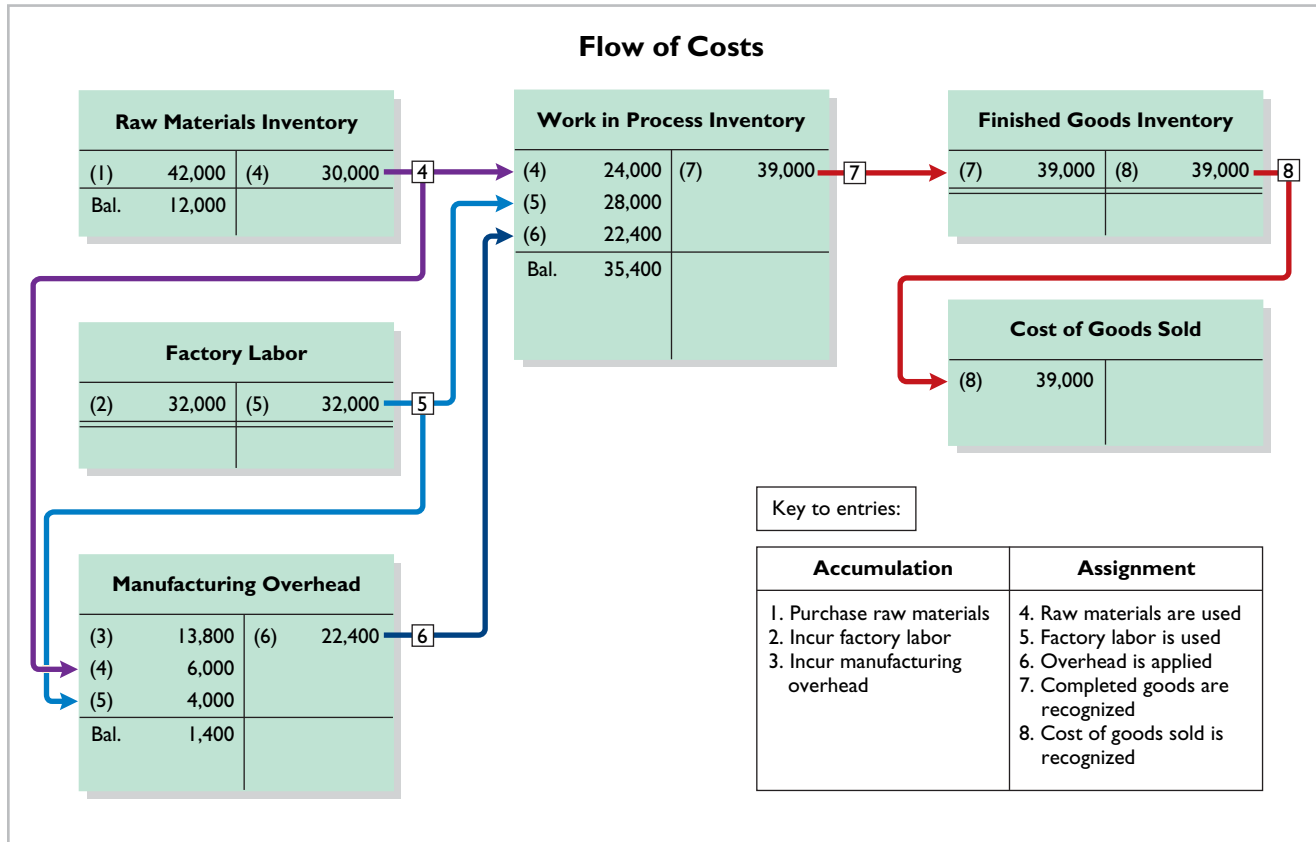 Flow of Costs
Raw Materials Inventory
(1) 42,000 (4) 30,000
Bal. 12,000
4
Work in Process Inventory
(4) 24,000 (7) 39,000
(5) 28,000
(6) 22,400
Bal. 35,400
7
Finished Goods Inventory
(7) 39,000 (8) 39,000
8
Cost of Goods Sold
(8) 39,000
Factory Labor
(2) 32,000 (5) 32,000
5
Manufacturing Overhead
(3) 13,800 (6) 22,400
(4) 6,000
(5) 4,000
Bal. 1,400
6
Key to entries:
Accumulation
1. Purchase raw materials
2. Incur factory labor
3. Incur manufacturing
overhead
Assignment
4. Raw materials are used
5. Factory labor is used
6. Overhead is applied
7. Completed goods are
recognized
8. Cost of goods sold is
recognized